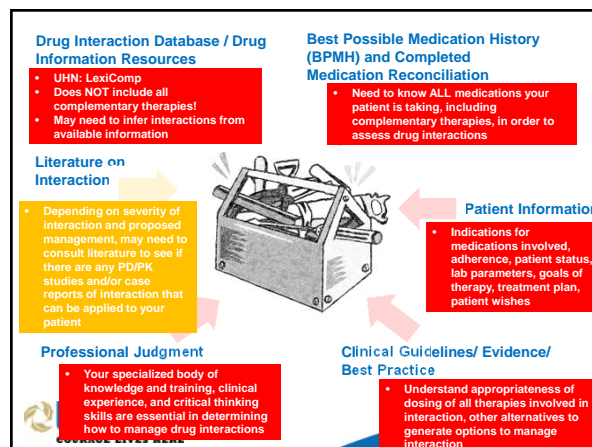 Drug Interaction Database / Drug
Information Resources
• UHN: LexiComp
• Does NOT include all
complementary therapies!
• May need to infer interactions from
available information
Best Possible Medication History
(BPMH) and Completed
Medication Reconciliation
• Need to know ALL medications your
patient is taking, including
complementary therapies, in order to
assess drug interactions
Literature on
Interaction
• Depending on severity of
interaction and proposed
management, may need to
consult literature to see if
there are any PD/PK
studies and/or case
reports of interaction that
can be applied to your
patient
Patient Information
• Indications for
medications involved,
adherence, patient status,
lab parameters, goals of
therapy, treatment plan,
patient wishes
Professional Judgment
• Your specialized body of
knowledge and training, clinical
experience, and critical thinking
skills are essential in determining
how to manage drug interactions
Clinical Guidelines/ Evidence/
Best Practice
• Understand appropriateness of
dosing of all therapies involved in
interaction, other alternatives to
generate options to manage
interaction
COURAGE LIVES HERE